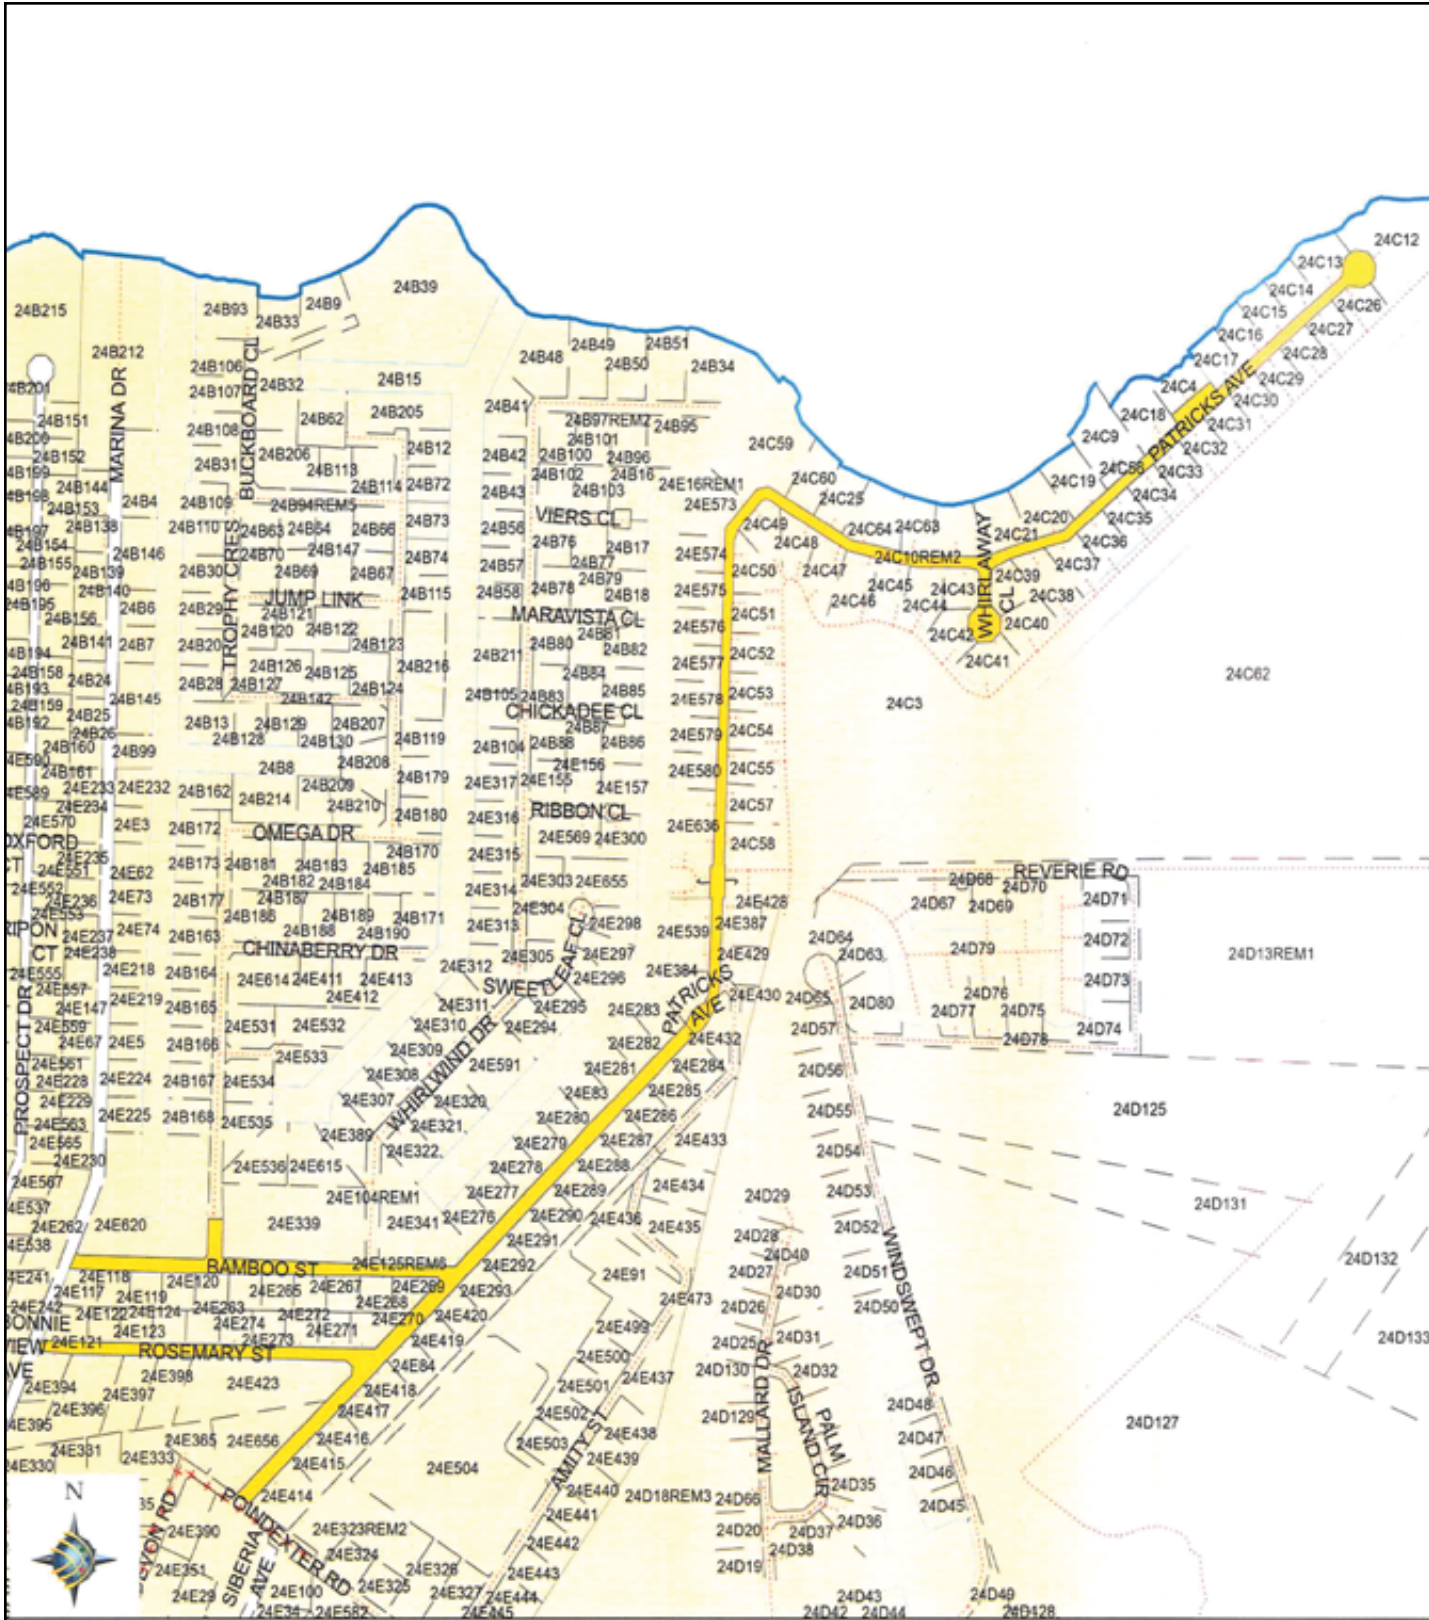 24C12
24C13
24C14
24C26
24B39
24B9
24B93
24B215
24B33
24C15
24C27
24C16
24B49
24B51
24B212
24B48
24B50
24B34
24C17
24C28
24B106
24B15
24C29
24C4
24B32
24B107
24C30
PATRICKS AVE
24B41
24B205
24C18
24B151
24B62
24B97REM2
24B95
24C31
24B108
24C9
24B101
24C59
24C32
MARINA DR
BUCKBOARD CL
24B12
24B152
24B206
24B42
24B100
24B96
24B31
24B113
24B102
24B16
24C33
24C60
24C19
24B144
24B114
24B72
24E16REM1
24B43
24B103
24C34
24C25
24B4
24B109
24B94REM5
24E573
24B153
VIERS CL
24C20
24C35
24B138
24B110
24B63
24B64
24B66
24B73
24B56
24C49
24C64
24C63
24C21
24C36
24B154
24B146
24B70
24B147
24B76
24B17
24E574
24C48
24B74
24C10REM2
24B155
24B139
24B30
24B69
24B67
24B57
24B77
24C50
24C47
24C37
24C39
24B79
24B140
24B58
24B78
24B18
24E575
24C45
24C43
24C38
24B115
JUMP LINK
24B6
24B29
24B121
24C46
24C44
WHIRLAWAY
CL
24B156
MARAVISTA CL
24C51
24E576
24C40
24B120
24B122
24B81
24C42
24B141
24B7
24B20
24B123
24B80
24B82
TROPHY CRES
24B211
24C52
24E577
24C41
24B158
24B126
24B125
24B216
24B84
24C62
24B24
24B28
24B127
24B124
24B105
24B83
24B85
24C53
24B145
24B142
24E578
24C3
24B159
24B25
CHICKADEE CL
24B13
24B129
24B207
24B87
24C54
24B26
24B128
24B130
24B119
24E579
24B160
24B99
24B104
24B88
24B86
24B208
24E156
24B8
24E580
24C55
24B161
24B179
24E317
24E155
24E157
24E233
24E232
24B162
24B209
24B214
24B210
24C57
24E234
RIBBON CL
24B180
24E316
24E570
24E3
24B172
OMEGA DR
24E636
24E569
24E300
24C58
OXFORD
CT
24E235
24E315
24B170
24E551
24E62
24B173
24B181
24B183
24B185
REVERIE RD
24E552
24B182
24B184
24E314
24E303
24E655
24D68
24D70
24E236
24E73
24B177
24B187
24D71
24E428
24D67
24D69
24E553
24B186
24B189
24B171
24E304
24E74
24B188
24B190
24E313
24E298
24E539
24E387
RIPON
CT
24E237
24B163
24D64
24D72
24E238
CHINABERRY DR
24E305
24E297
24E429
24D63
24D79
24D13REM1
24E555
24E218
24B164
24E312
24E384
24E614
24E411
24E413
24E296
SWEETLEAF CL
24D73
24E557
24E219
24E412
24E311
24E430
24D65
24D80
24D76
24E147
24B165
24E295
24E283
PATRICKS
AVE
24D77
24D75
24E559
24E531
24E532
24E310
24E294
24D57
24D74
24E67
24E5
24B166
24E309
24E282
24E432
24D78
24E561
24E533
24E591
24E281
24E284
24D56
24E228
24E224
24B167
24E534
24E308
24E83
24E285
24E229
24E225
24B168
24E307
24E320
WHIRLWIND DR
24E280
24E286
24D55
24D125
PROSPECT DR
24E563
24E535
24E321
24E279
24E287
24E433
24E565
24E389
24E322
24D54
24E230
24E536
24E615
24E278
24E288
24E567
24E104REM1
24E277
24E289
24E434
24D53
24D29
24D131
24E262
24E620
24E339
24E341
24E276
24E290
24E436
24E435
24D28
24D52
24E291
24D40
24D132
BAMBOO ST
24E125REM6
24E292
24E91
24D27
24D51
24E118
24E120
24E267
24E269
24E117
24E119
24E265
24E293
24E473
24D30
24D26
24D50
24E122
24E124
24E263
24E272
24E268
24E420
WINDSWEPT DR
BONNIE
VIEW
AVE
24E123
24E274
24E271
24E270
24E499
24D31
24D25
24D133
24E121
24E273
24E419
ROSEMARY ST
24E500
24E84
24D130
24D32
24E398
24E423
24E437
24E394
24E397
24E418
24E501
MALLARD DR
24E396
24E417
24E502
24D129
24D48
PALM
ISLAND CIR
24D127
24E365
24E656
24E416
24E503
24E438
24D47
24E331
24E333
24E415
24E439
24E504
24D46
AMITY ST
24E440
24D18REM3
24D66
24D35
24D45
N
24E414
POINDEXTER RD
24E441
24D36
24E390
24E323REM2
24E442
24D20
24D37
24E324
24D38
24E351
SIBERIA
AVE
24E326
24E443
24D19
24E29
24E100
24E325
24E327
24E444
24D43
24D49
24E34
24E582
24E445
24D42
24D44
24D128